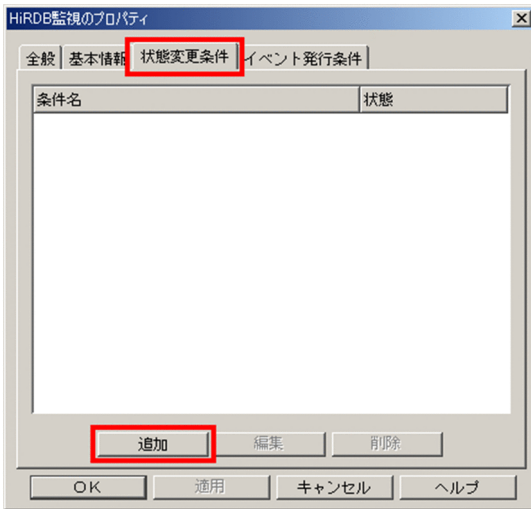 HiRDB監視のプロパティ
全般 基本情報 状態変更条件 イベント発行条件
条件名 状態
追加 編集 削除
OK 適用 キャンセル ヘルプ